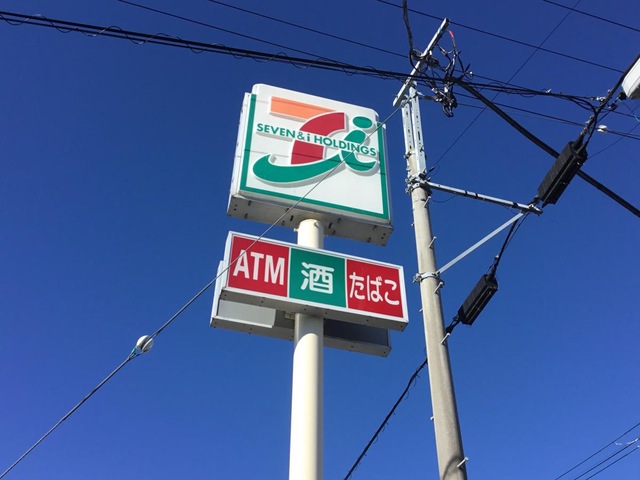 SEVEN & i HOLDINGS
ATM 酒 たばこ